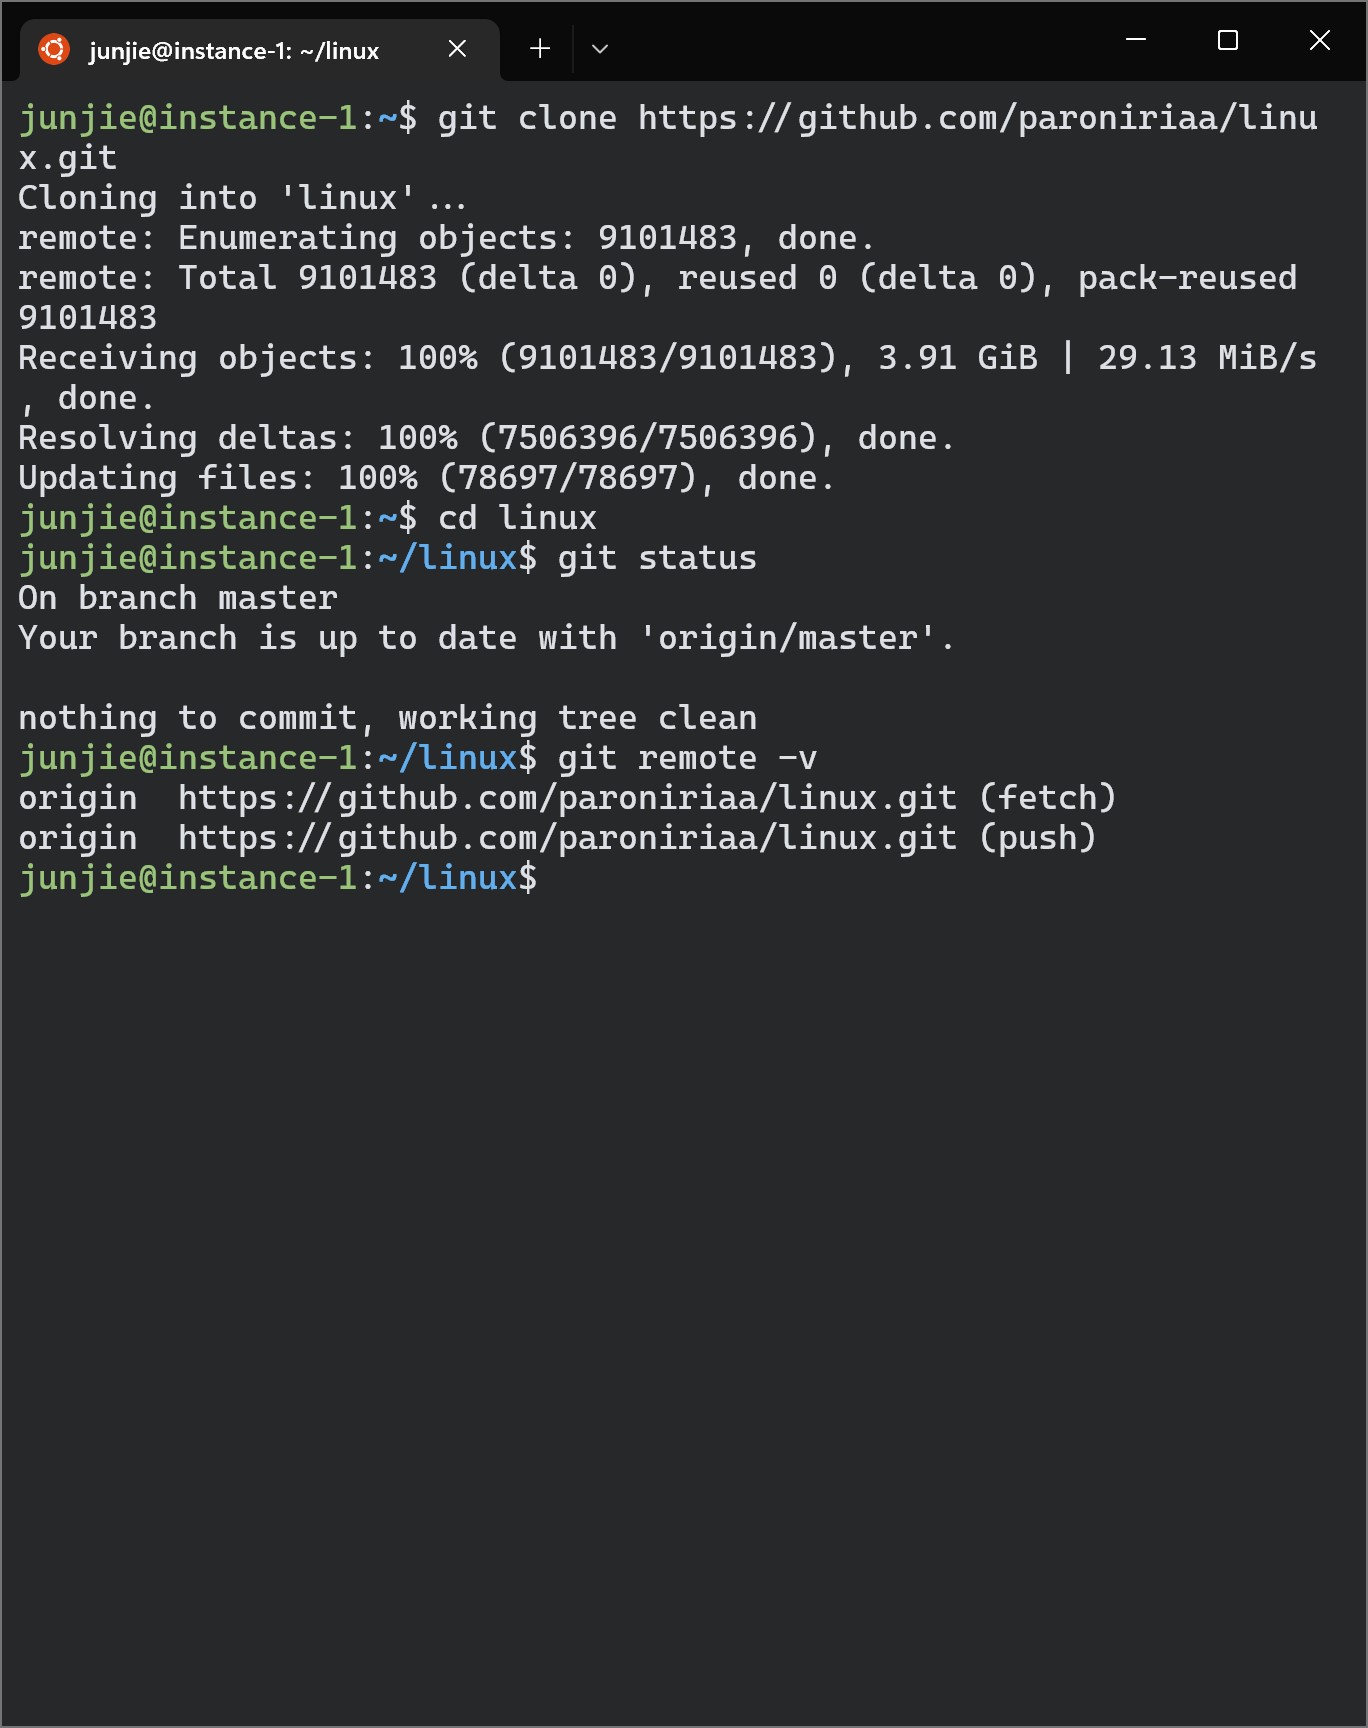 junjie@instance-1: ~/linux
junjie@instance-1:~$ git clone https://github.com/paroniriaa/linu
x.git
Cloning into 'linux'...
remote: Enumerating objects: 9101483, done.
remote: Total 9101483 (delta 0), reused 0 (delta 0), pack-reused
9101483
Receiving objects: 100% (9101483/9101483), 3.91 GiB | 29.13 MiB/s
, done.
Resolving deltas: 100% (7506396/7506396), done.
Updating files: 100% (78697/78697), done.
junjie@instance-1:~$ cd linux
junjie@instance-1:~/linux$ git status
On branch master
Your branch is up to date with 'origin/master'.

nothing to commit, working tree clean
junjie@instance-1:~/linux$ git remote -v
origin  https://github.com/paroniriaa/linux.git (fetch)
origin  https://github.com/paroniriaa/linux.git (push)
junjie@instance-1:~/linux$